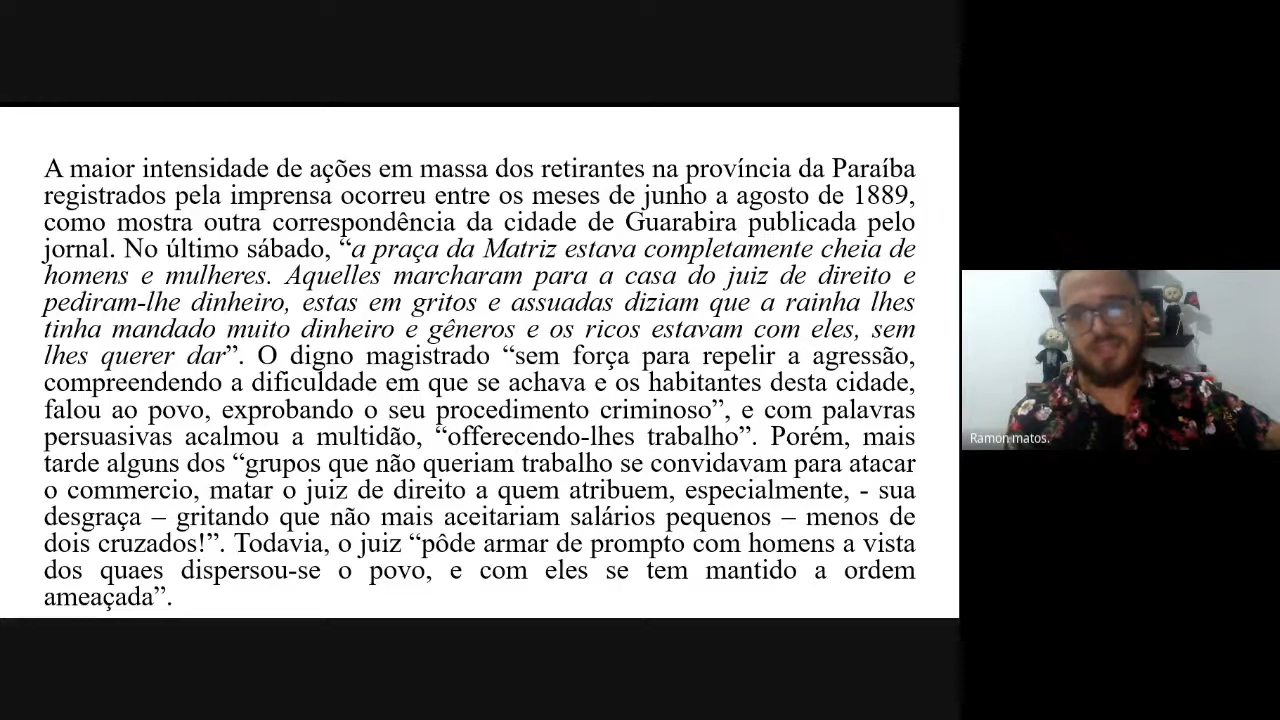 A maior intensidade de ações em massa dos retirantes na província da Paraíba
registrados pela imprensa ocorreu entre os meses de junho a agosto de 1889,
como mostra outra correspondência da cidade de Guarabira publicada pelo
jornal. No último sábado, “a praça da Matriz estava completamente cheia de
homens e mulheres. Aquelles marcharam para a casa do juiz de direito e
pediram-lhe dinheiro, estas em gritos e assuadas diziam que a rainha lhes
tinha mandado muito dinheiro e gêneros e os ricos estavam com eles, sem
lhes querer dar”. O digno magistrado “sem força para repelir a agressão,
compreendendo a dificuldade em que se achava e os habitantes desta cidade,
falou ao povo, exprobando o seu procedimento criminoso”, e com palavras
persuasivas acalmou a multidão, “offerecendo-lhes trabalho”. Porém, mais
tarde alguns dos “grupos que não queriam trabalho se convidavam para atacar
o commercio, matar o juiz de direito a quem atribuem, especialmente, - sua
desgraça – gritando que não mais aceitariam salários pequenos – menos de
dois cruzados!”. Todavia, o juiz “pôde armar de prompto com homens a vista
dos quaes dispersou-se o povo, e com eles se tem mantido a ordem
ameaçada”.
Ramon matos.